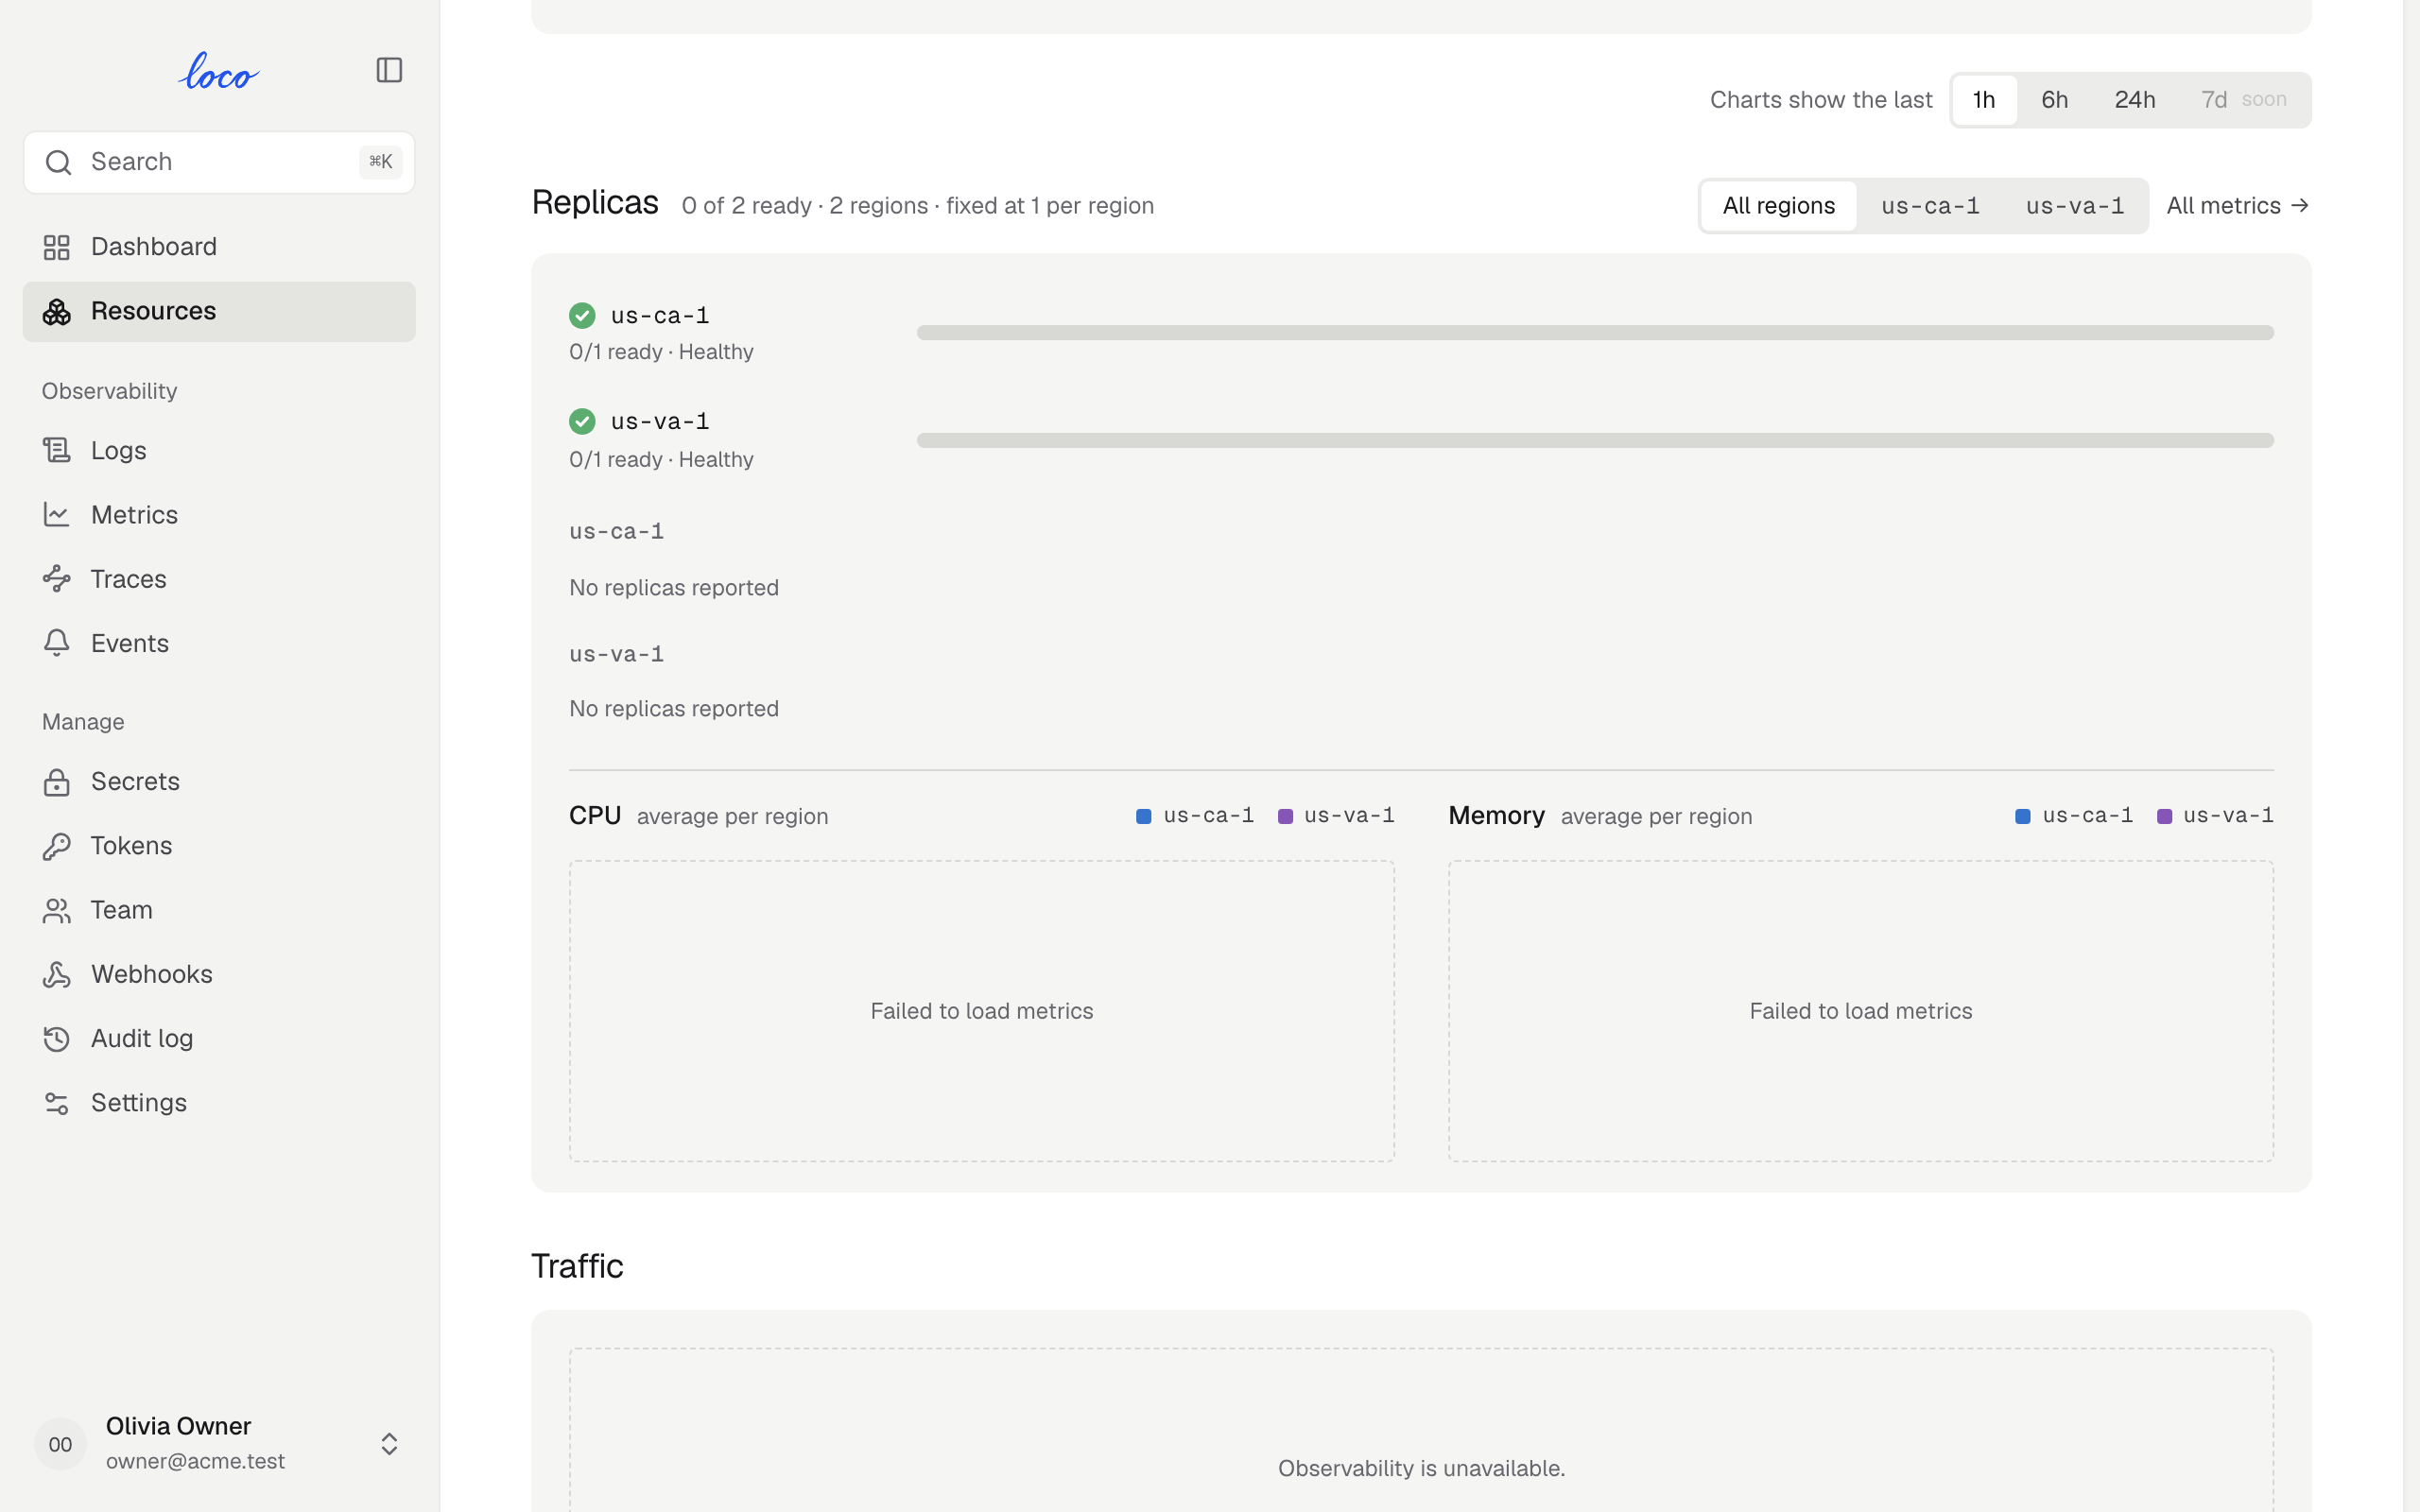 loco
Search ⌘K
Dashboard
Resources
Observability
Logs
Metrics
Traces
Events
Manage
Secrets
Tokens
Team
Webhooks
Audit log
Settings
OO Olivia Owner
owner@acme.test
Charts show the last 1h 6h 24h 7d soon
Replicas 0 of 2 ready · 2 regions · fixed at 1 per region All regions us-ca-1 us-va-1 All metrics →
us-ca-1
0/1 ready · Healthy
us-va-1
0/1 ready · Healthy
us-ca-1
No replicas reported
us-va-1
No replicas reported
CPU average per region us-ca-1 us-va-1
Failed to load metrics
Memory average per region us-ca-1 us-va-1
Failed to load metrics
Traffic
Observability is unavailable.